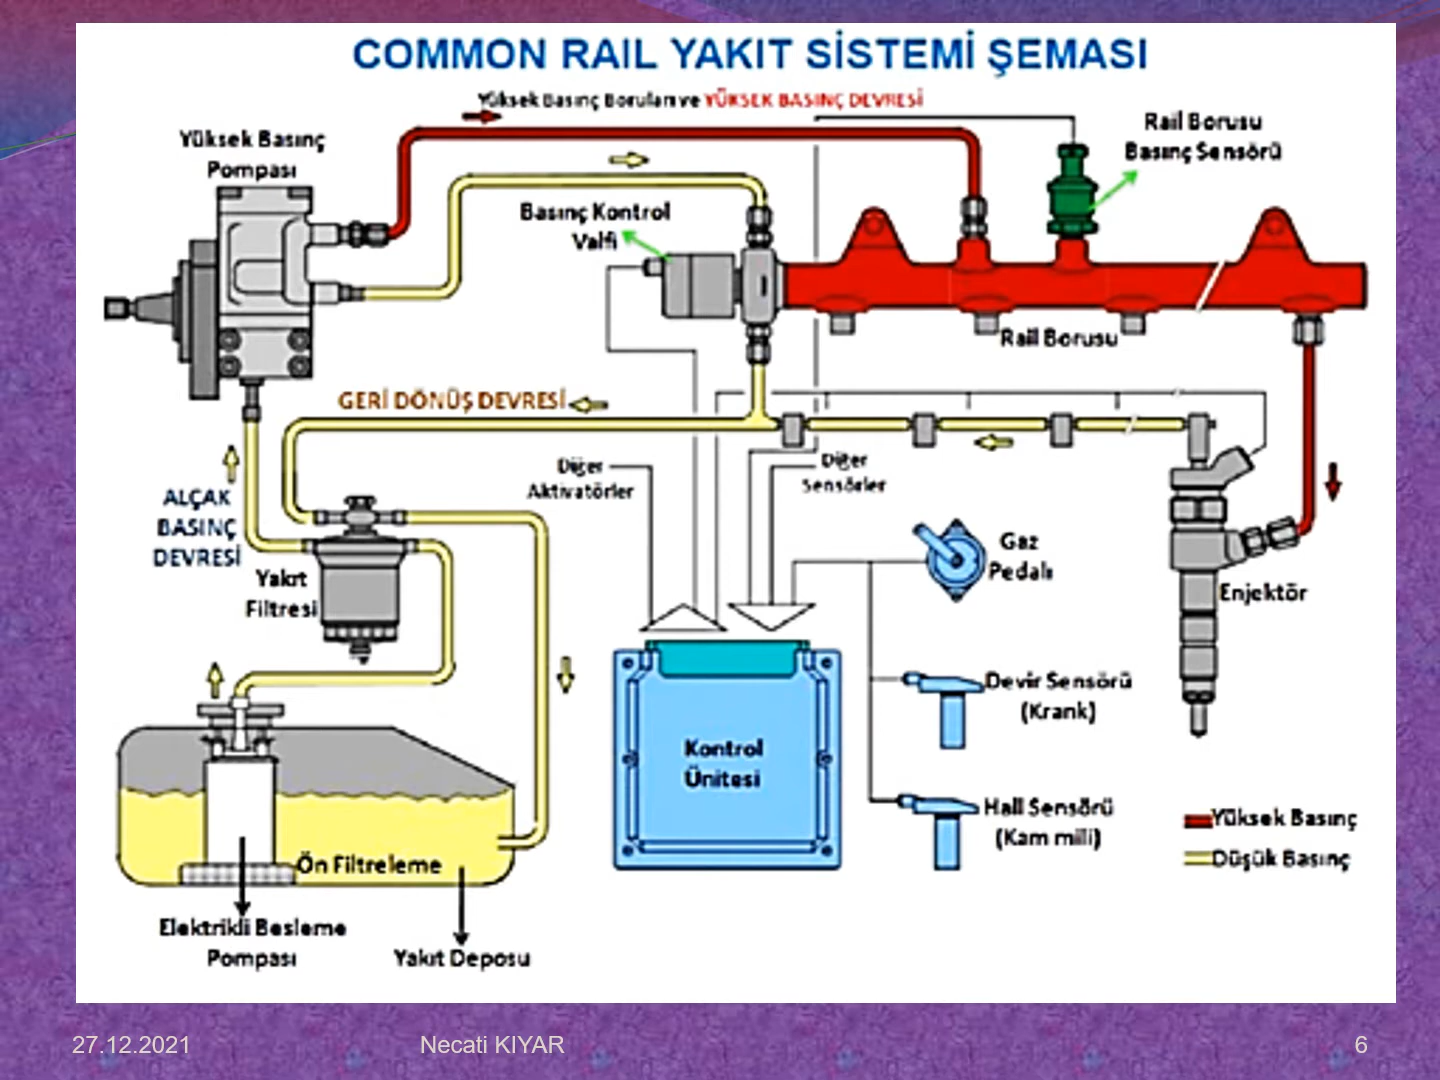 COMMON RAIL YAKIT SİSTEMİ ŞEMASI
Yüksek Basınç Boruları ve YÜKSEK BASINÇ DEVRESİ
Yüksek Basınç
Pompası
Rail Borusu
Basınç Sensörü
Basınç Kontrol
Valfi
Rail Borusu
GERİ DÖNÜŞ DEVRESİ
Diğer
Aktivatörler
Diğer
Sensörler
ALÇAK
BASINÇ
DEVRESİ
Yakıt
Filtresi
Gaz
Pedalı
Enjektör
Devir Sensörü
(Krank)
Kontrol
Ünitesi
Hall Sensörü
(Kam mili)
Yüksek Basınç
Düşük Basınç
Ön Filtreleme
Elektrikli Besleme
Pompası
Yakıt Deposu
27.12.2021
Necati KIYAR
6